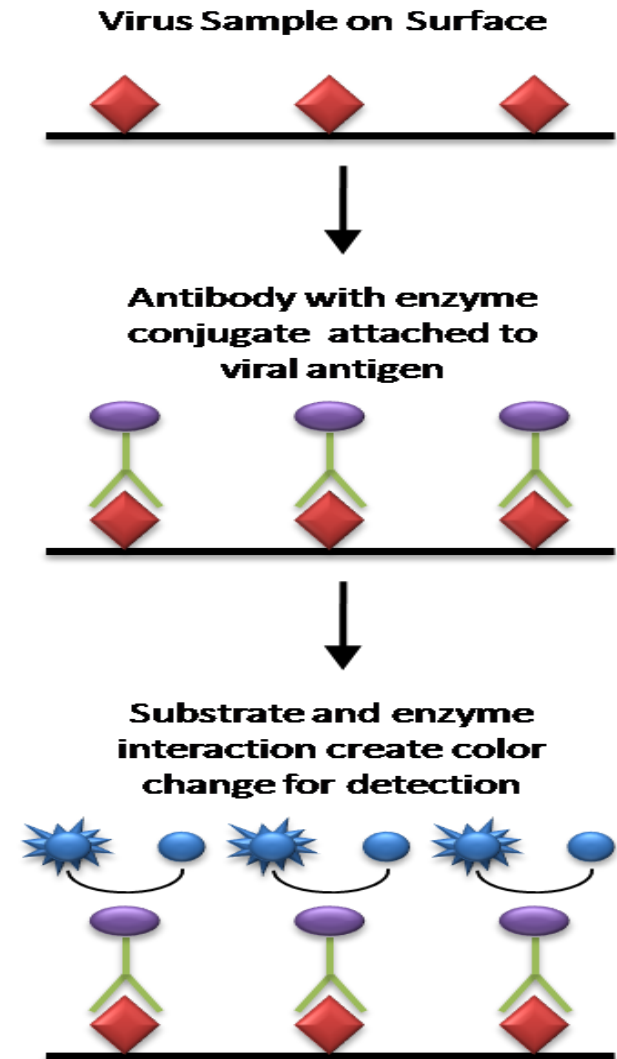 Virus Sample on Surface
Antibody with enzyme
conjugate attached to
viral antigen
Substrate and enzyme
interaction create color
change for detection